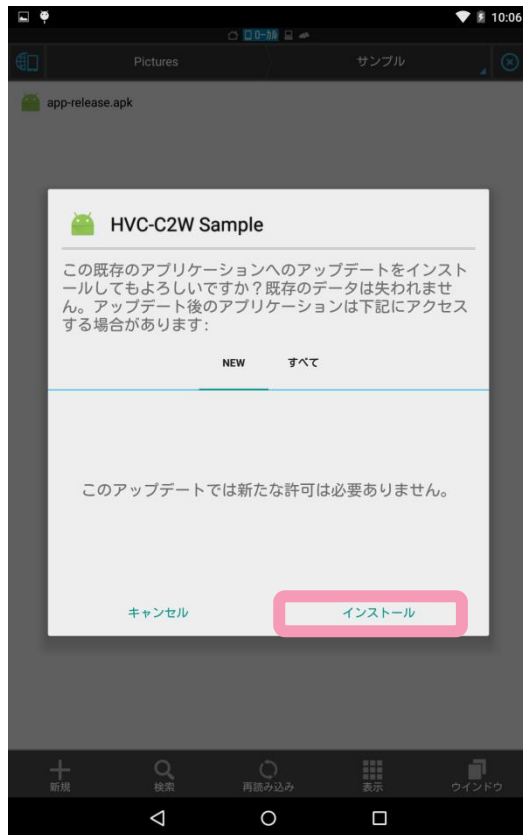 10:06
ローカル
Pictures
サンプル
app-release.apk
HVC-C2W Sample
この既存のアプリケーションへのアップデートをインスト
ールしてもよろしいですか？既存のデータは失われませ
ん。アップデート後のアプリケーションは下記にアクセス
する場合があります:
NEW すべて
このアップデートでは新たな許可は必要ありません。
キャンセル インストール
新規 検索 再読み込み 表示 ウインドウ